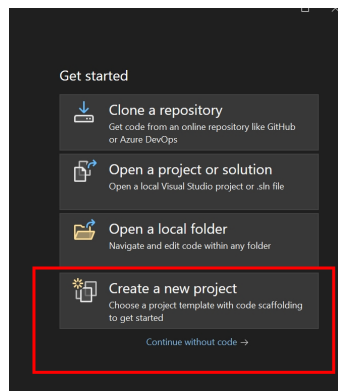 Get started
Clone a repository
Get code from an online repository like GitHub
or Azure DevOps
Open a project or solution
Open a local Visual Studio project or .sln file
Open a local folder
Navigate and edit code within any folder
Create a new project
Choose a project template with code scaffolding
to get started
Continue without code →